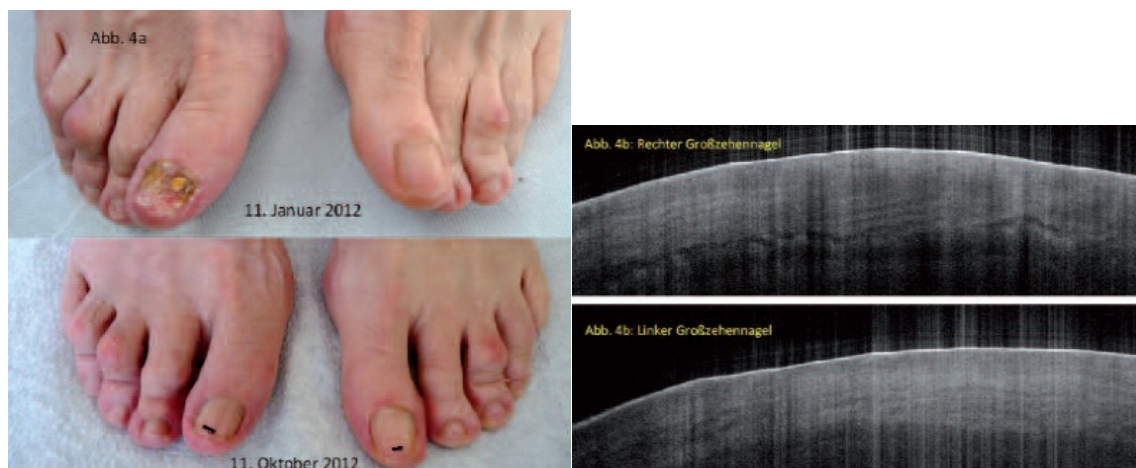 Abb. 4a
11. Januar 2012
11. Oktober 2012
Abb. 4b: Rechter Großzehennagel
Abb. 4b: Linker Großzehennagel